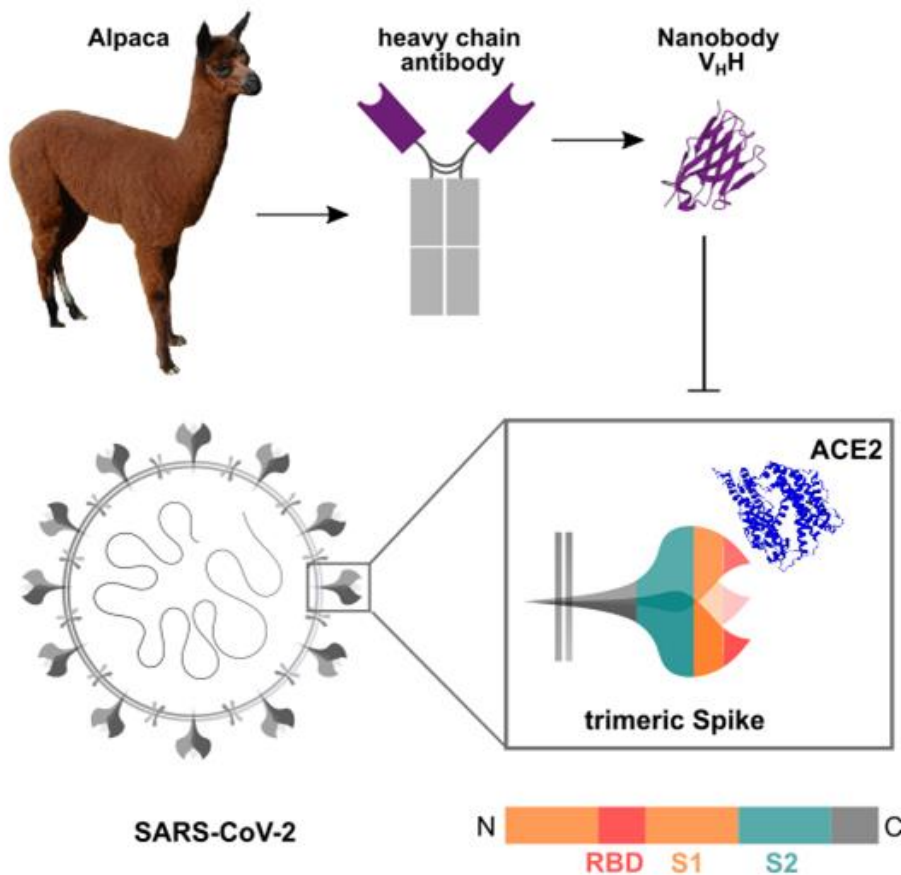 Alpaca
heavy chain
antibody
Nanobody
VHH
ACE2
trimeric Spike
SARS-CoV-2
N
C
RBD
S1
S2